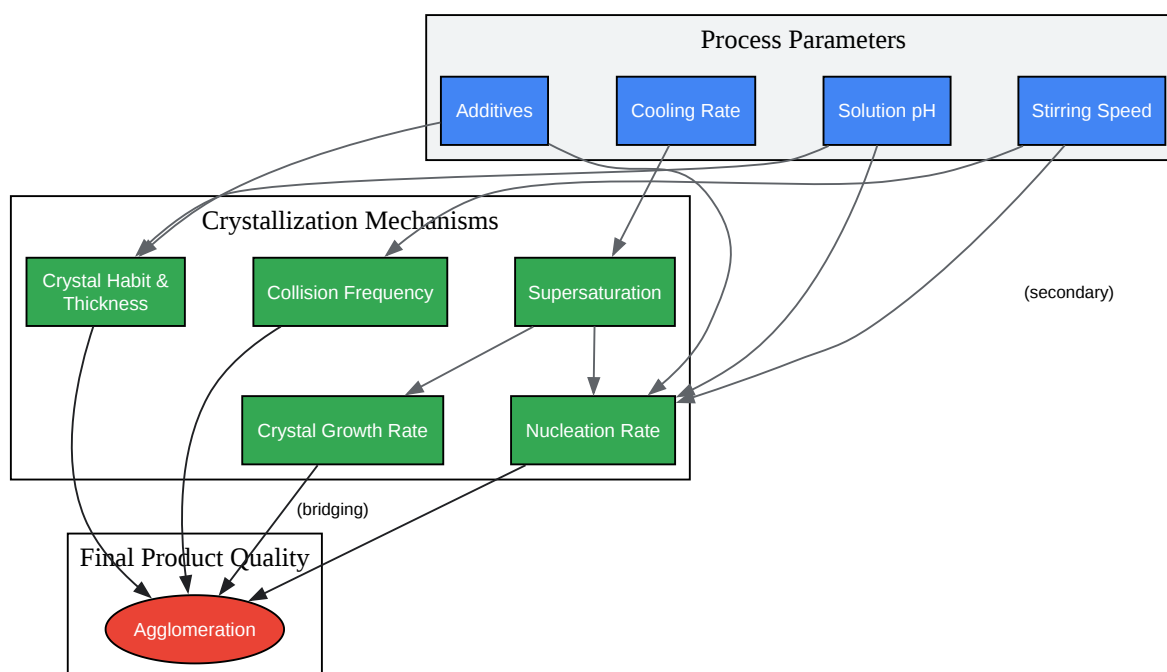 Process Parameters
Additives
Cooling Rate
Solution pH
Stirring Speed
Crystallization Mechanisms
Crystal Habit &
Thickness
Collision Frequency
Supersaturation
(secondary)
Crystal Growth Rate
Nucleation Rate
(bridging)
Final Product Quality
Agglomeration